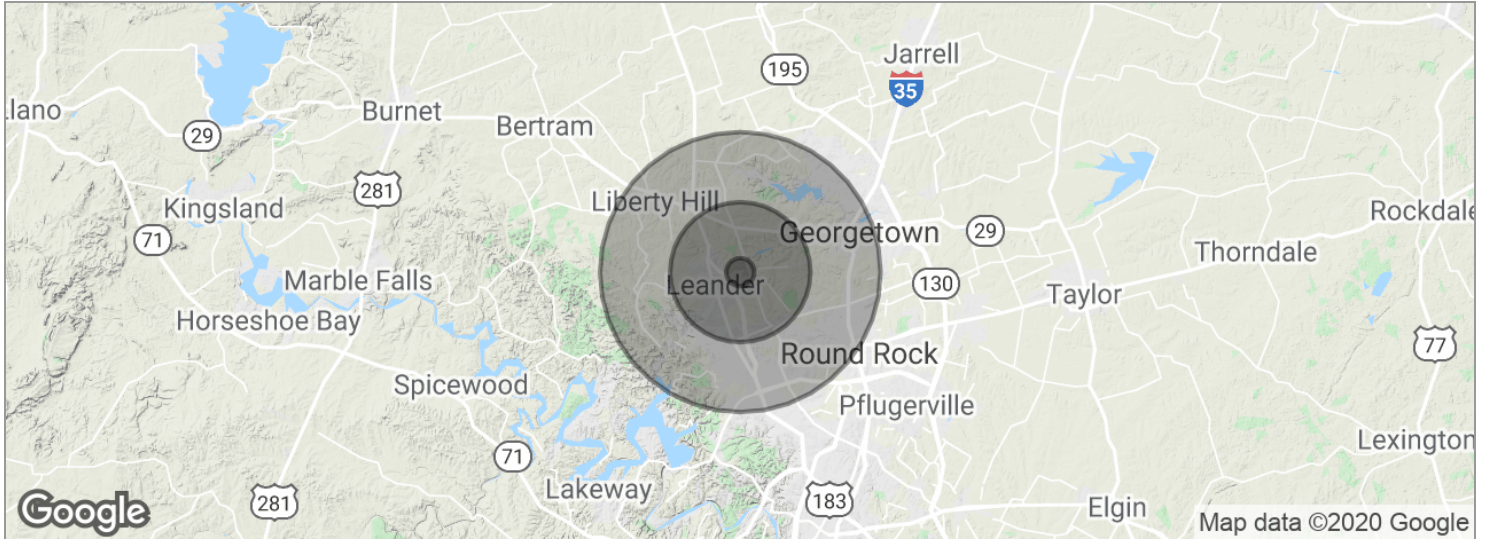 Jarrell
195
35
Llano
Burnet
Bertram
29
281
Liberty Hill
Kingsland
Rockdale
71
Georgetown
29
Thorndale
Marble Falls
Leander
130
Taylor
Horseshoe Bay
Round Rock
77
Spicewood
Pflugerville
Lexington
71
Lakeway
281
183
Elgin
Google
Map data ©2020 Google